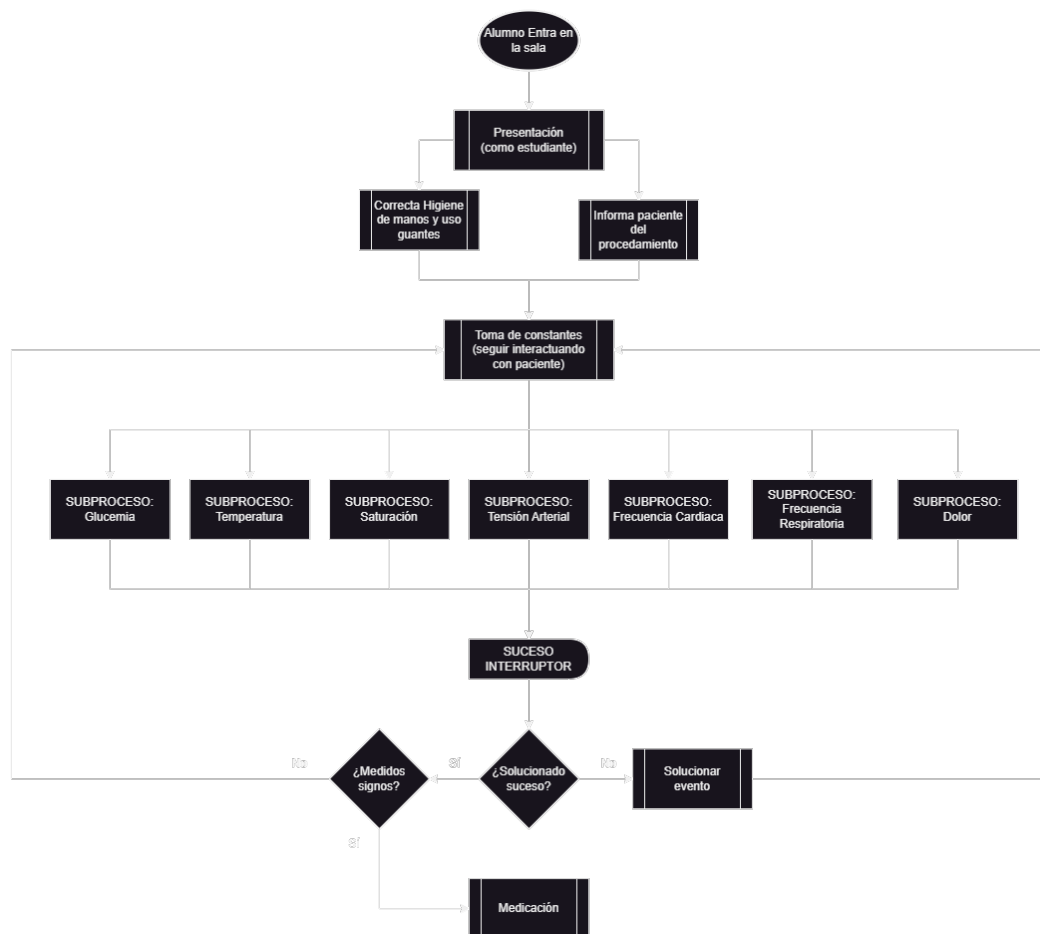 Alumno Entra en
la sala
Presentación
(como estudiante)
Correcta Higiene
de manos y uso
guantes
Informa paciente
del
procedamiento
Toma de constantes
(seguir interactuando
con paciente)
SUBPROCESO:
Glucemia
SUBPROCESO:
Temperatura
SUBPROCESO:
Saturación
SUBPROCESO:
Tensión Arterial
SUBPROCESO:
Frecuencia Cardiaca
SUBPROCESO:
Frecuencia
Respiratoria
SUBPROCESO:
Dolor
SUCESO
INTERRUPTOR
No
¿Medidos
signos?
Sí
¿Solucionado
suceso?
No
Solucionar
evento
Sí
Medicación